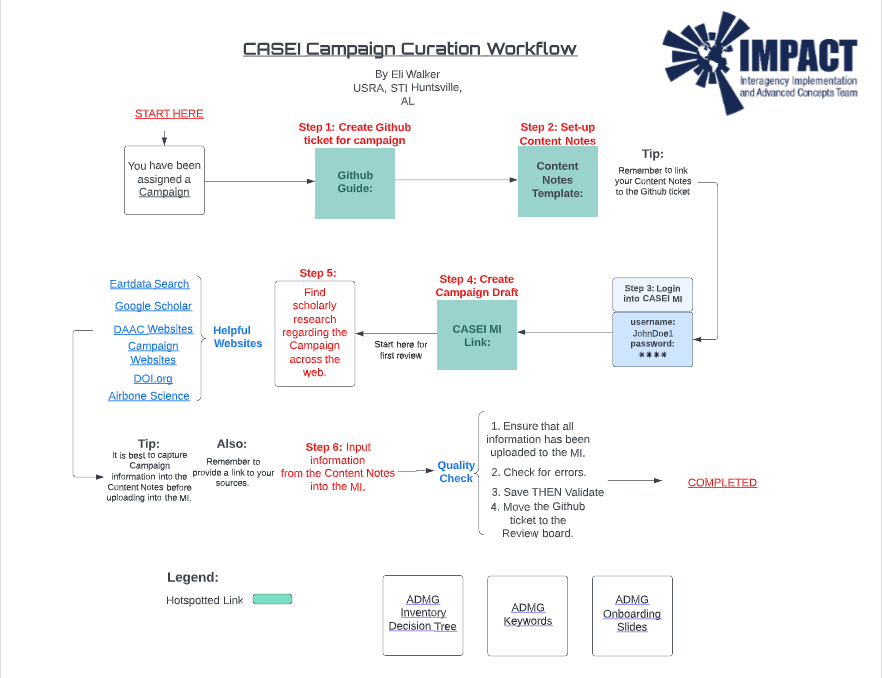 CASEI Campaign Curation Workflow
By Eli Walker
USRA, STI Huntsville,
AL
IMPACT
Interagency Implementation
and Advanced Concepts Team
START HERE
You have been
assigned a
Campaign
Step 1: Create Github
ticket for campaign
Github
Guide:
Step 2: Set-up
Content Notes
Content
Notes
Template:
Tip:
Remember to link
your Content Notes
to the Github ticket
Step 3: Login
into CASEI MI
username:
JohnDoe1
password:
****
Step 4: Create
Campaign Draft
CASEI MI
Link:
Start here for
first review
Step 5:
Find
scholarly
research
regarding the
Campaign
across the
web.
Helpful
Websites
Eartdata Search
Google Scholar
DAAC Websites
Campaign
Websites
DOI.org
Airbone Science
Tip:
It is best to capture
Campaign
information into the
Content Notes before
uploading into the MI.
Also:
Remember to
provide a link to your
sources.
Step 6: Input
information
from the Content Notes
into the MI.
Quality
Check
1. Ensure that all
information has been
uploaded to the MI.
2. Check for errors.
3. Save THEN Validate
4. Move the Github
ticket to the
Review board.
COMPLETED
Legend:
Hotspotted Link
ADMG
Inventory
Decision Tree
ADMG
Keywords
ADMG
Onboarding
Slides